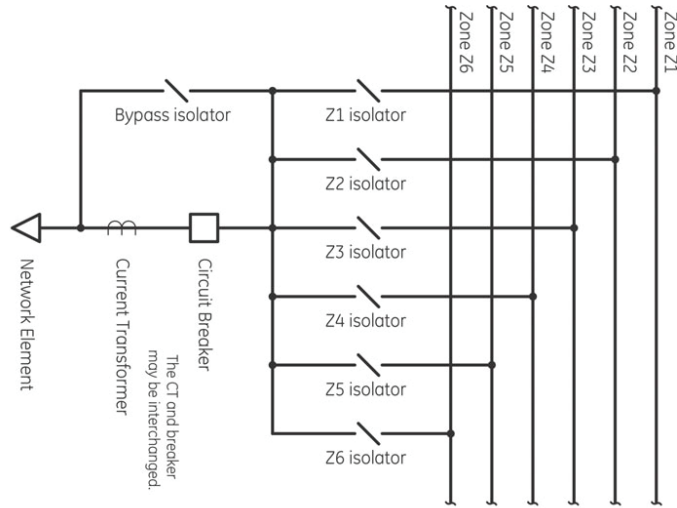 Zone Z6
Zone Z5
Zone Z4
Zone Z3
Zone Z2
Zone Z1
Bypass isolator
Z1 isolator
Z2 isolator
Z3 isolator
Z4 isolator
Z5 isolator
Z6 isolator
Network Element
Current Transformer
Circuit Breaker
The CT and breaker
may be interchanged.